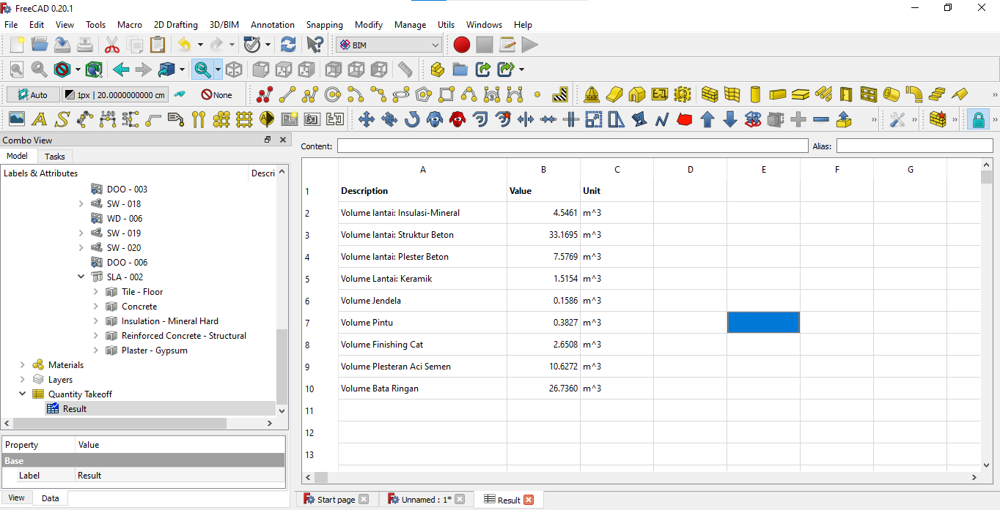 FreeCAD 0.20.1
File Edit View Tools Macro 2D Drafting 3D/BIM Annotation Snapping Modify Manage Utils Windows Help
BIM
Auto 1px | 20.0000000000 cm None
Combo View
Model Tasks
Labels & Attributes Descri
DOO - 003
SW - 018
WD - 006
SW - 019
SW - 020
DOO - 006
SLA - 002
Tile - Floor
Concrete
Insulation - Mineral Hard
Reinforced Concrete - Structural
Plaster - Gypsum
Materials
Layers
Quantity Takeoff
Result
Property Value
Base
Label Result
View Data
Content: Alias:
A B C D E F G
1 Description Value Unit
2 Volume lantai: Insulasi-Mineral 4.5461 m^3
3 Volume lantai: Struktur Beton 33.1695 m^3
4 Volume lantai: Plester Beton 7.5769 m^3
5 Volume Lantai: Keramik 1.5154 m^3
6 Volume Jendela 0.1586 m^3
7 Volume Pintu 0.3827 m^3
8 Volume Finishing Cat 2.6508 m^3
9 Volume Plesteran Aci Semen 10.6272 m^3
10 Volume Bata Ringan 26.7360 m^3
11
12
13
Start page Unnamed : 1* Result